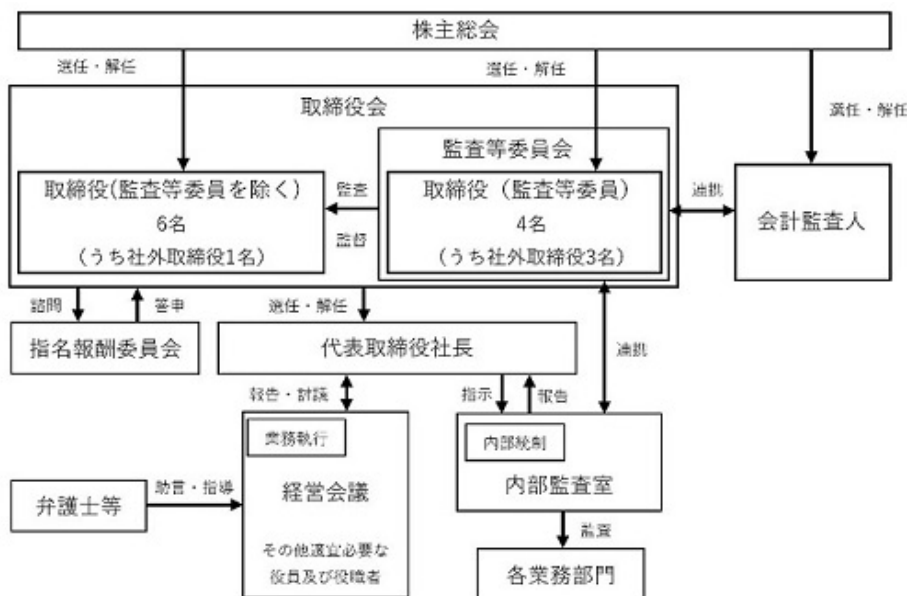 株主総会
選任・解任
選任・解任
選任・解任
取締役会
監査等委員会
取締役(監査等委員を除く)
6名
(うち社外取締役1名)
監査
監督
取締役（監査等委員）
4名
(うち社外取締役3名)
連携
会計監査人
諮問
答申
選任・解任
連携
指名報酬委員会
代表取締役社長
報告・討議
指示
報告
業務執行
経営会議
その他適宜必要な
役員及び役職者
内部統制
内部監査室
弁護士等
助言・指導
監査
各業務部門